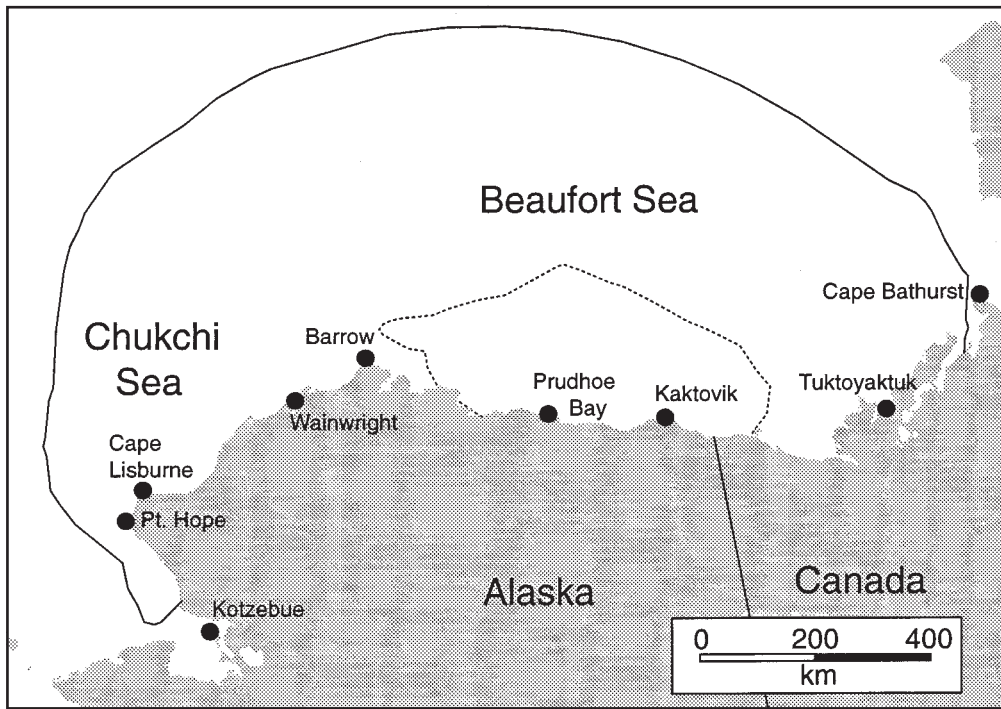 Beaufort Sea
Cape Bathurst
Chukchi
Sea
Barrow
Prudhoe
Bay
Kaktovik
Tuktoyaktuk
Wainwright
Cape
Lisburne
Pt. Hope
Alaska
Canada
Kotzebue
0 200 400
km